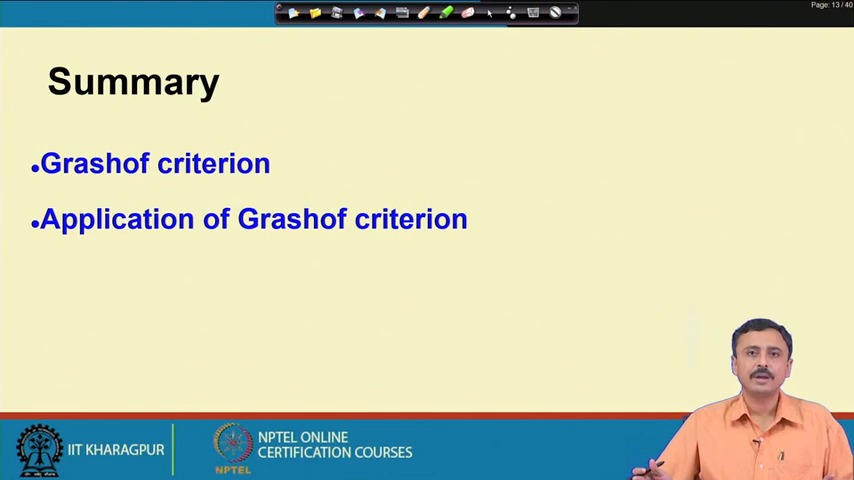 Page: 13 / 40
Summary
Grashof criterion
Application of Grashof criterion
IIT KHARAGPUR
NPTEL
NPTEL ONLINE
CERTIFICATION COURSES